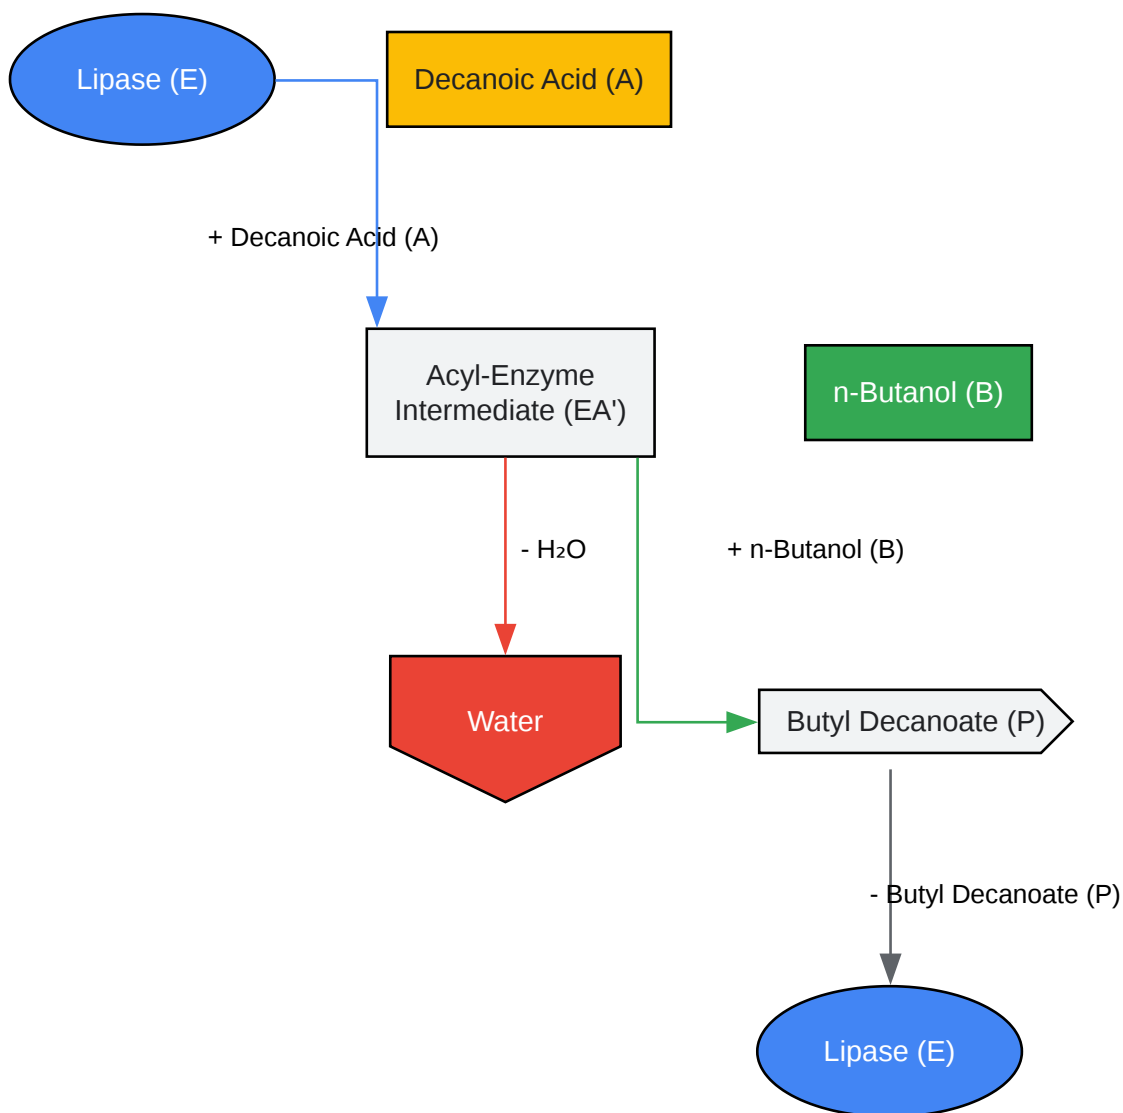 Lipase (E)
Decanoic Acid (A)
+ Decanoic Acid (A)
Acyl-Enzyme
Intermediate (EA')
n-Butanol (B)
- H₂O
+ n-Butanol (B)
Water
Butyl Decanoate (P)
- Butyl Decanoate (P)
Lipase (E)